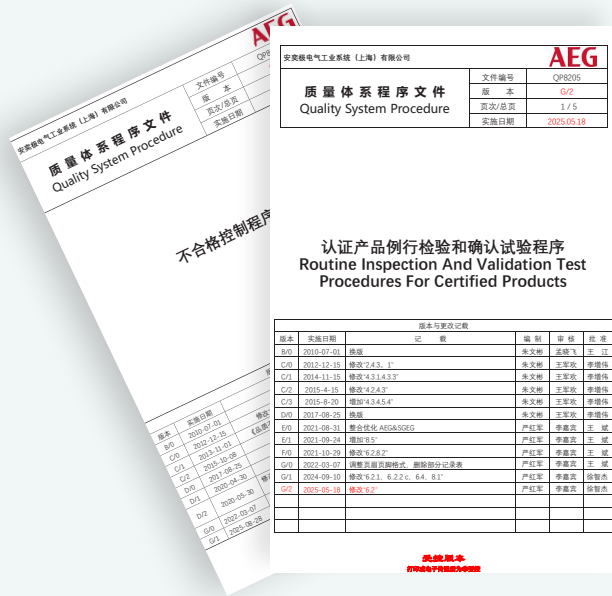 AEG
安奕极电气工业系统（上海）有限公司
质量体系程序文件
Quality System Procedure
文件编号
版 本
页次/总页
实施日期
不合格控制程序
版本 实施日期
B/0 2010-07-01
C/0 2012-12-15
C/1 2013-11-01
C/2 2015-10-08
D/0 2017-08-25
D/1 2020-04-30
D/2 2020-05-30
G/0 2022-03-07
G/1 2025-08-28
安奕极电气工业系统（上海）有限公司
AEG
质量体系程序文件
Quality System Procedure
文件编号 QP8205
版 本 G/2
页次/总页 1 / 5
实施日期 2025.05.18
认证产品例行检验和确认试验程序
Routine Inspection And Validation Test
Procedures For Certified Products
版本与更改记载
版本 实施日期 记 载 编 制 审 核 批 准
B/0 2010-07-01 换版 朱文彬 孟晓飞 王 江
C/0 2012-12-15 修改“2,4.3。1” 朱文彬 王军欢 李增伟
C/1 2014-11-15 修改“4.3.1,4.3.3” 朱文彬 王军欢 李增伟
C/2 2015-4-15 修改“4.2,4.3” 朱文彬 王军欢 李增伟
C/3 2015-8-20 增加“4.3.4,5.4” 朱文彬 王军欢 李增伟
D/0 2017-08-25 换版 朱文彬 王军欢 李增伟
E/0 2021-08-31 整合优化 AEG&SGEG 严红军 李嘉宾 王 斌
E/1 2021-09-24 增加“8.5” 严红军 李嘉宾 王 斌
F/0 2021-10-29 修改“6.2,8.2” 严红军 李嘉宾 王 斌
G/0 2022-03-07 调整页眉页脚格式，删除部分记录表 严红军 李嘉宾 王 斌
G/1 2024-09-10 修改“6.2.1、6.2.2 c、6.4、8.1” 严红军 李嘉宾 徐智杰
G/2 2025-05-18 修改“6.2” 严红军 李嘉宾 徐智杰